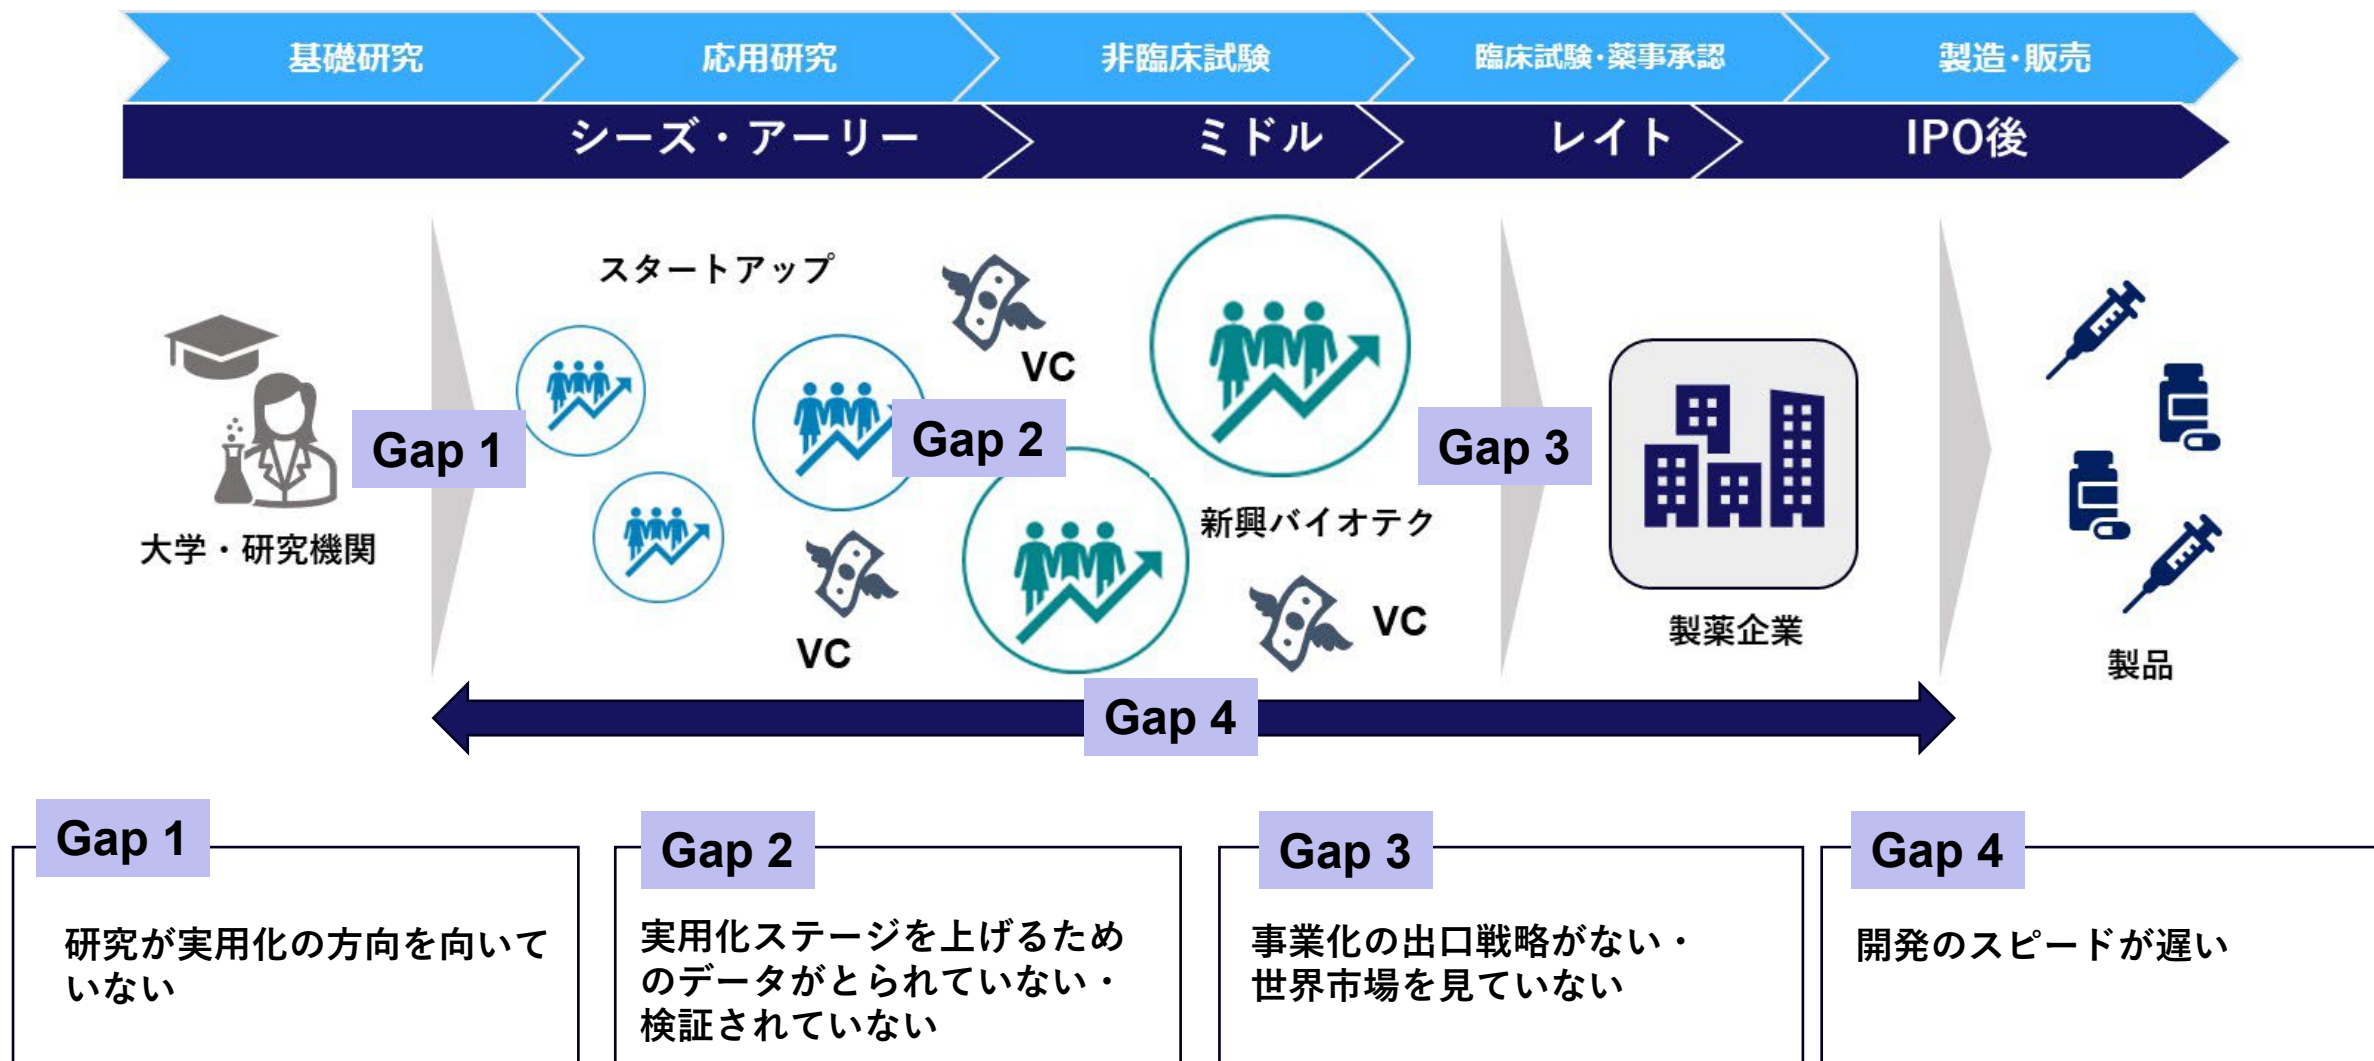 基礎研究
応用研究
非臨床試験
臨床試験・薬事承認
製造・販売
シーズ・アーリー
ミドル
レイト
IPO後
スタートアップ
VC
Gap 1
Gap 2
Gap 3
大学・研究機関
新興バイオテク
VC
VC
製薬企業
製品
Gap 4
Gap 1
研究が実用化の方向を向いて
いない
Gap 2
実用化ステージを上げるため
のデータがとられていない・
検証されていない
Gap 3
事業化の出口戦略がない・
世界市場を見ていない
Gap 4
開発のスピードが遅い